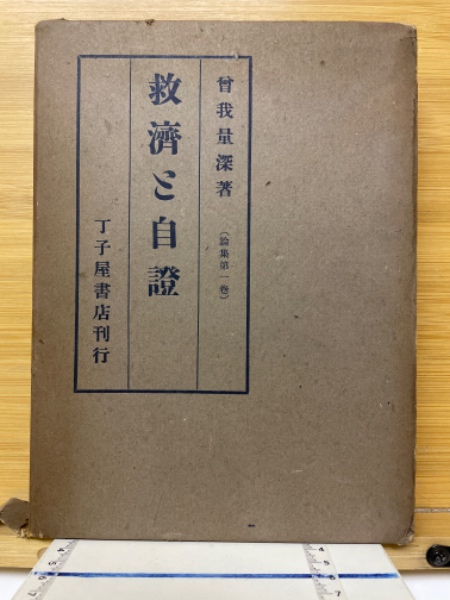 曾我量深著
(論集第一卷)
救濟と自證
丁子屋書店刊行